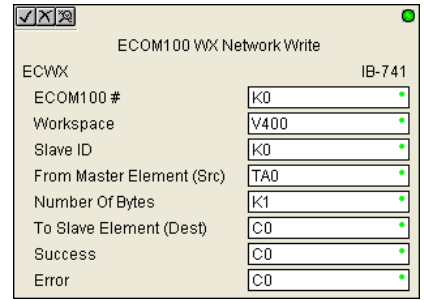 ECOM100 WX Network Write
ECWX IB-741
ECOM100 # K0
Workspace V400
Slave ID K0
From Master Element (Src) TA0
Number Of Bytes K1
To Slave Element (Dest) C0
Success C0
Error C0